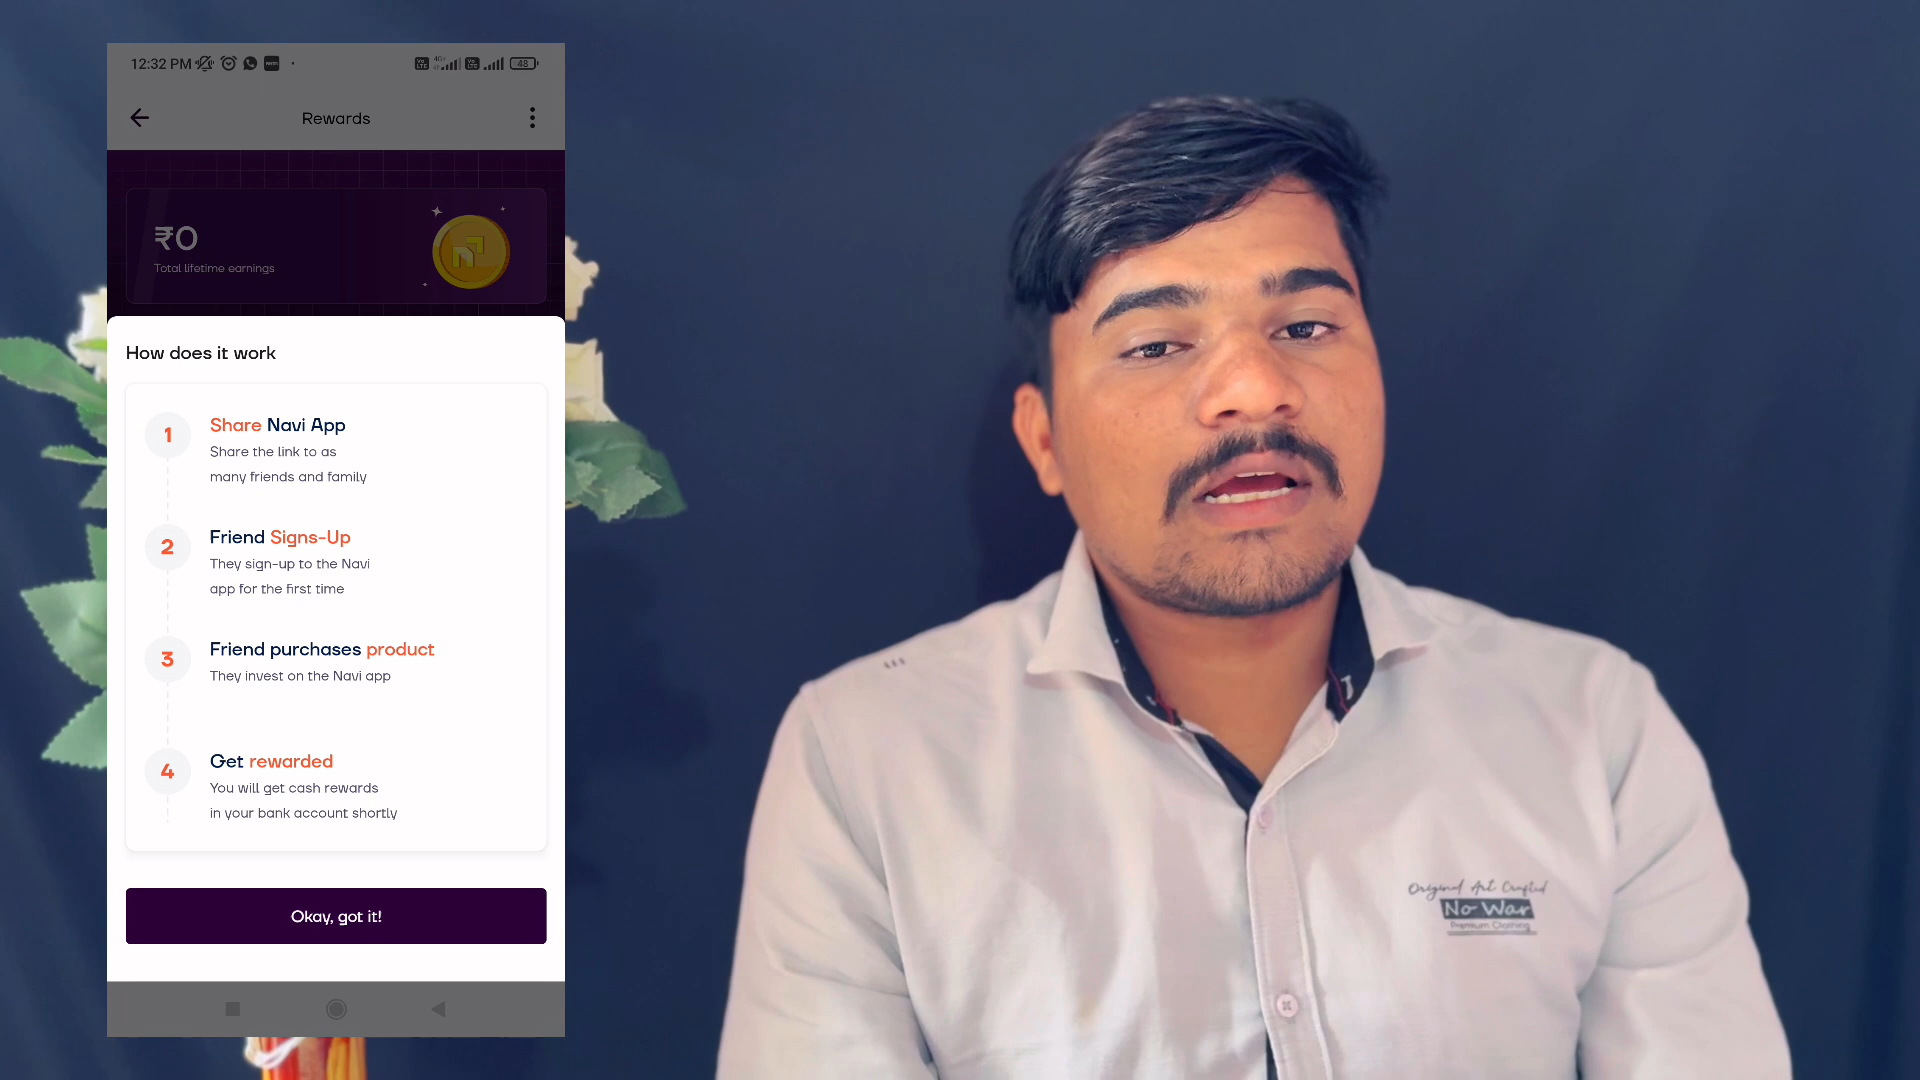 12:32 PM
48
Rewards
₹0
Total lifetime earnings
How does it work
1
Share Navi App
Share the link to as
many friends and family
2
Friend Signs-Up
They sign-up to the Navi
app for the first time
3
Friend purchases product
They invest on the Navi app
4
Get rewarded
You will get cash rewards
in your bank account shortly
Okay, got it!
Original Art Crafted
No War
Premium Clothing